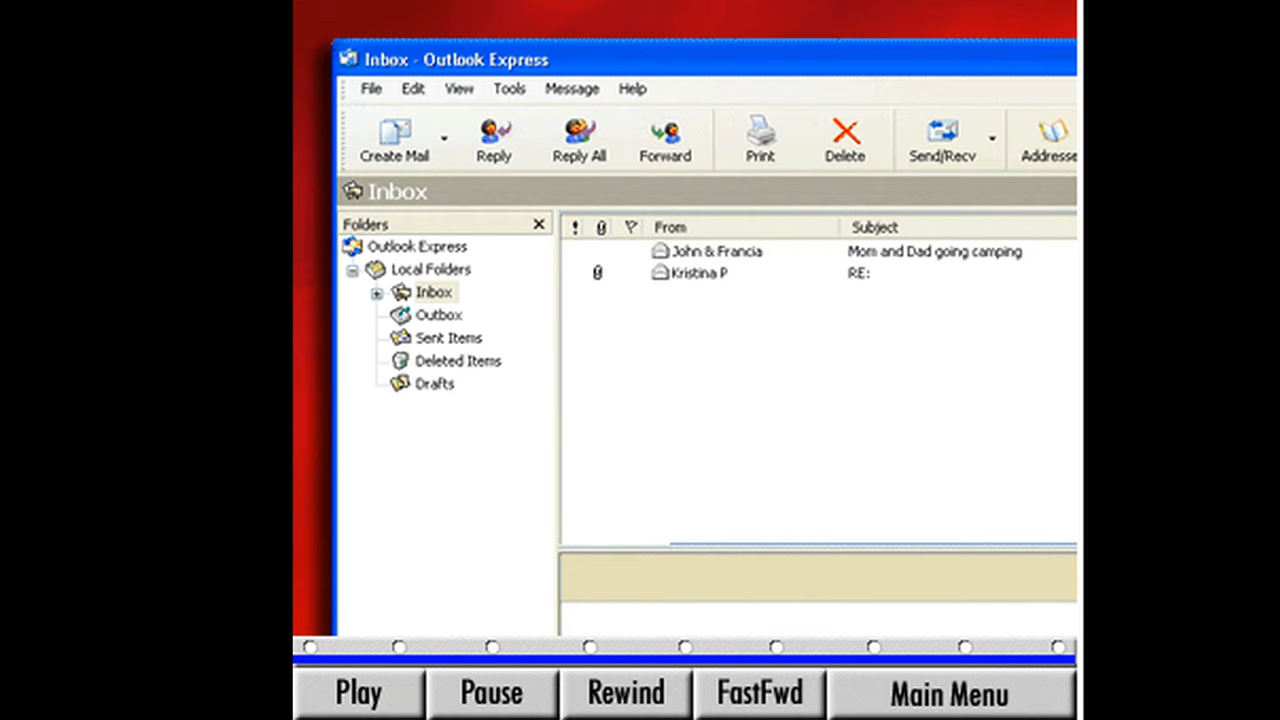 Inbox - Outlook Express
File Edit View Tools Message Help
Create Mail Reply Reply All Forward Print Delete Send/Recv Addresse
Inbox
Folders
! From Subject
Outlook Express
John & Francia Mom and Dad going camping
Local Folders
Kristina P RE:
Inbox
Outbox
Sent Items
Deleted Items
Drafts
Play Pause Rewind FastFwd Main Menu